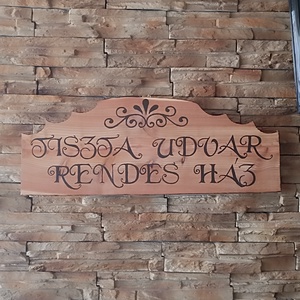 TISZTA UDVAR
RENDES HÁZ